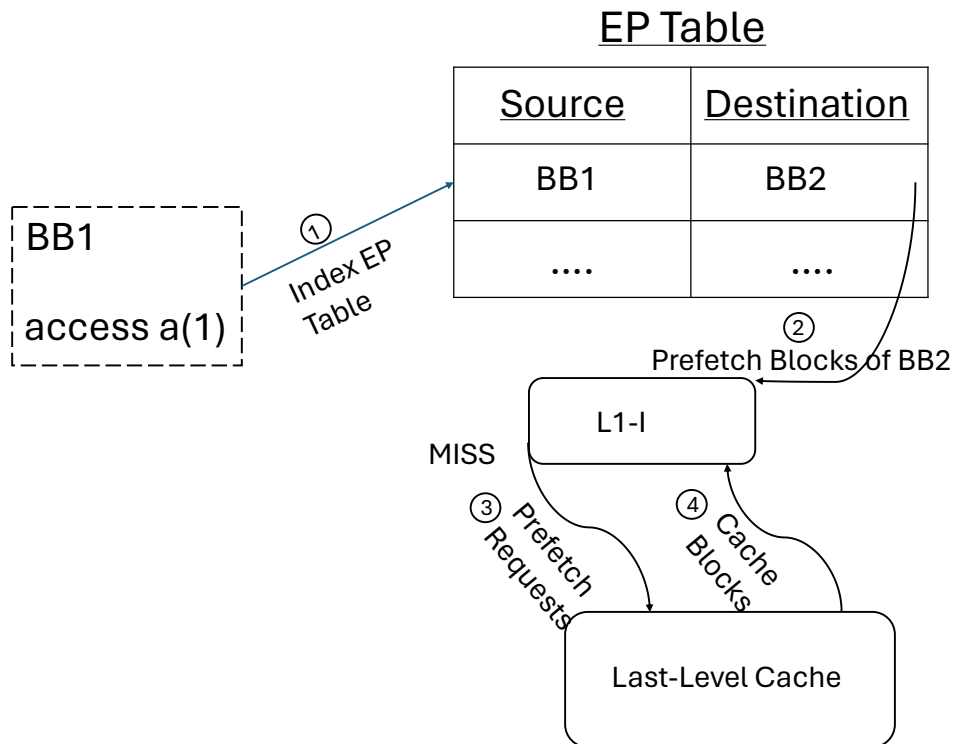 EP Table
Source Destination
BB1 BB2
.... ....
BB1
access a(1)
1
Index EP
Table
2
Prefetch Blocks of BB2
L1-I
MISS
3
Prefetch
Requests
4
Cache
Blocks
Last-Level Cache